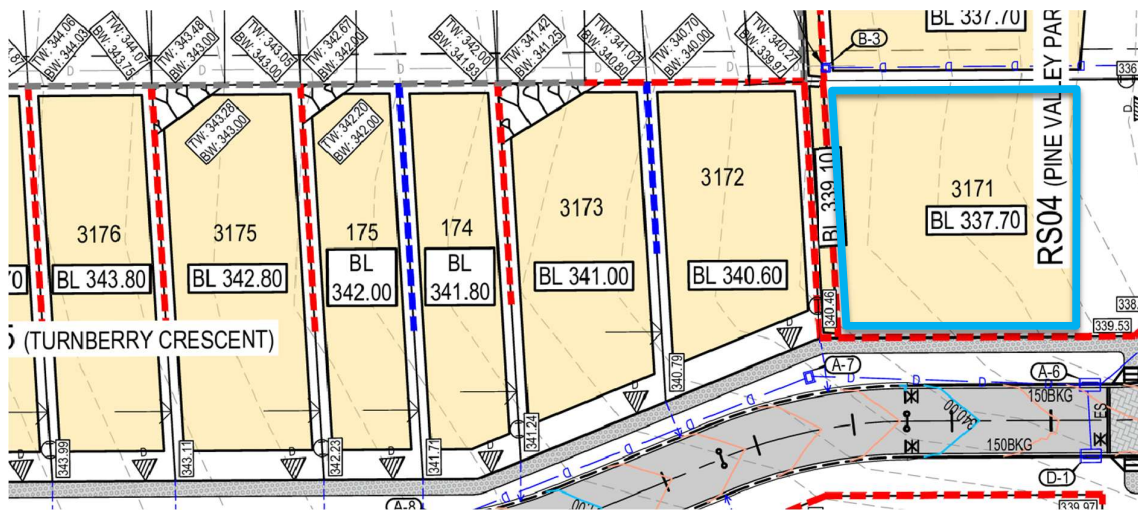 TW: 344.06
BW: 344.03
TW: 344.07
BW: 343.75
TW: 343.48
BW: 343.00
TW: 343.05
BW: 343.00
TW: 342.67
BW: 342.00
TW: 342.00
BW: 341.93
TW: 341.42
BW: 341.25
TW: 341.02
BW: 340.80
TW: 340.70
BW: 340.00
TW: 340.27
BW: 339.97
BL 337.70
B-3
TW: 343.28
BW: 343.00
TW: 342.20
BW: 342.00
3176
BL 343.80
3175
BL 342.80
175
BL
342.00
174
BL
341.80
3173
BL 341.00
3172
BL 340.60
BL 339.10
3171
BL 337.70
RS04 (PINE VALLEY PAR
5 (TURNBERRY CRESCENT)
340.46
339.53
340.79
341.24
341.71
342.23
343.11
343.99
A-7
A-6
A-8
D-1
150BKG
150BKG
340.00
ES
339.97